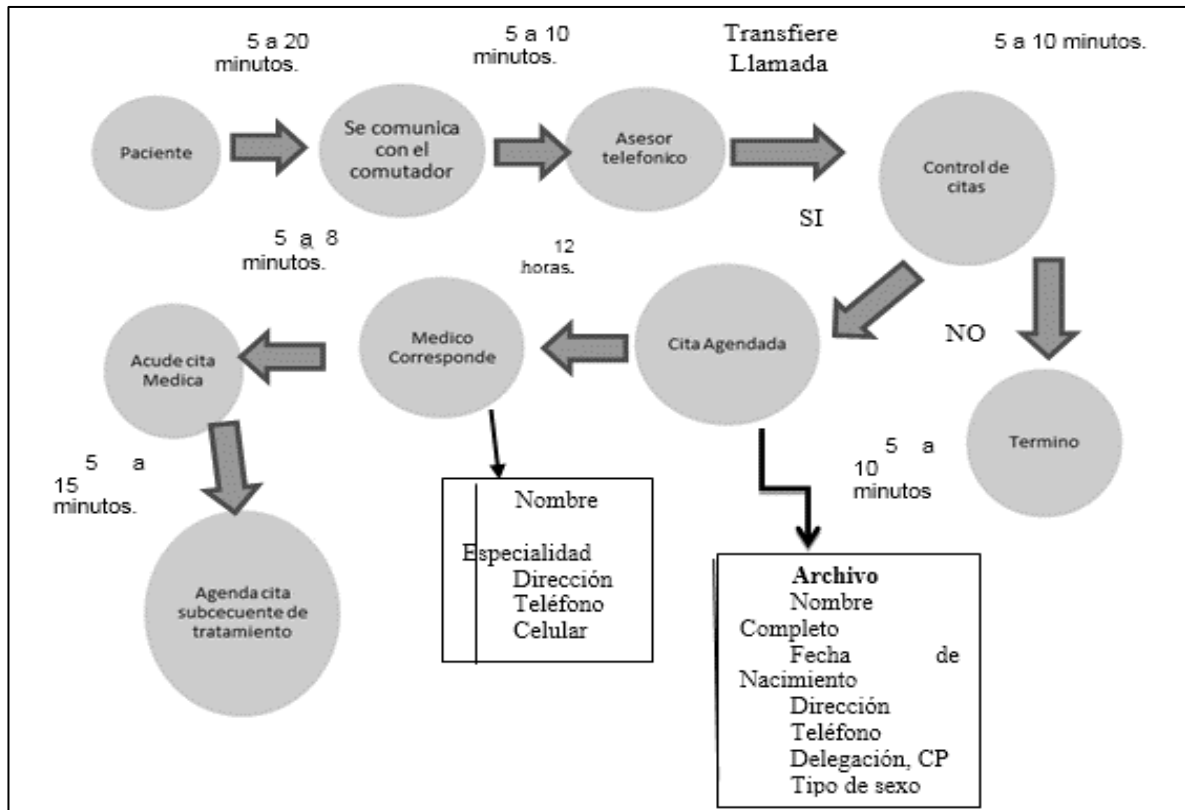 5 a 20
minutos.
5 a 10
minutos.
Transfiere
Llamada
5 a 10 minutos.
Paciente
Se comunica
con el
comutador
Asesor
telefonico
Control de
citas
SI
5 a 8
minutos.
12
horas.
NO
Acude cita
Medica
Medico
Corresponde
Cita Agendada
Termino
5 a
15
minutos.
5 a
10
minutos
Agenda cita
subcecuente de
tratamiento
Nombre
Especialidad
Dirección
Teléfono
Celular
Archivo
Nombre
Completo
Fecha de
Nacimiento
Dirección
Teléfono
Delegación, CP
Tipo de sexo